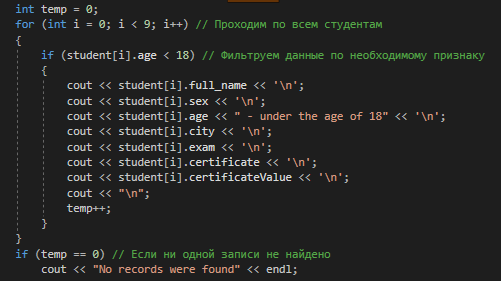 int temp = 0;
for (int i = 0; i < 9; i++) // Проходим по всем студентам
{
    if (student[i].age < 18) // Фильтруем данные по необходимому признаку
    {
        cout << student[i].full_name << '\n';
        cout << student[i].sex << '\n';
        cout << student[i].age << " - under the age of 18" << '\n';
        cout << student[i].city << '\n';
        cout << student[i].exam << '\n';
        cout << student[i].certificate << '\n';
        cout << student[i].certificateValue << '\n';
        cout << "\n";
        temp++;
    }
}
if (temp == 0) // Если ни одной записи не найдено
    cout << "No records were found" << endl;